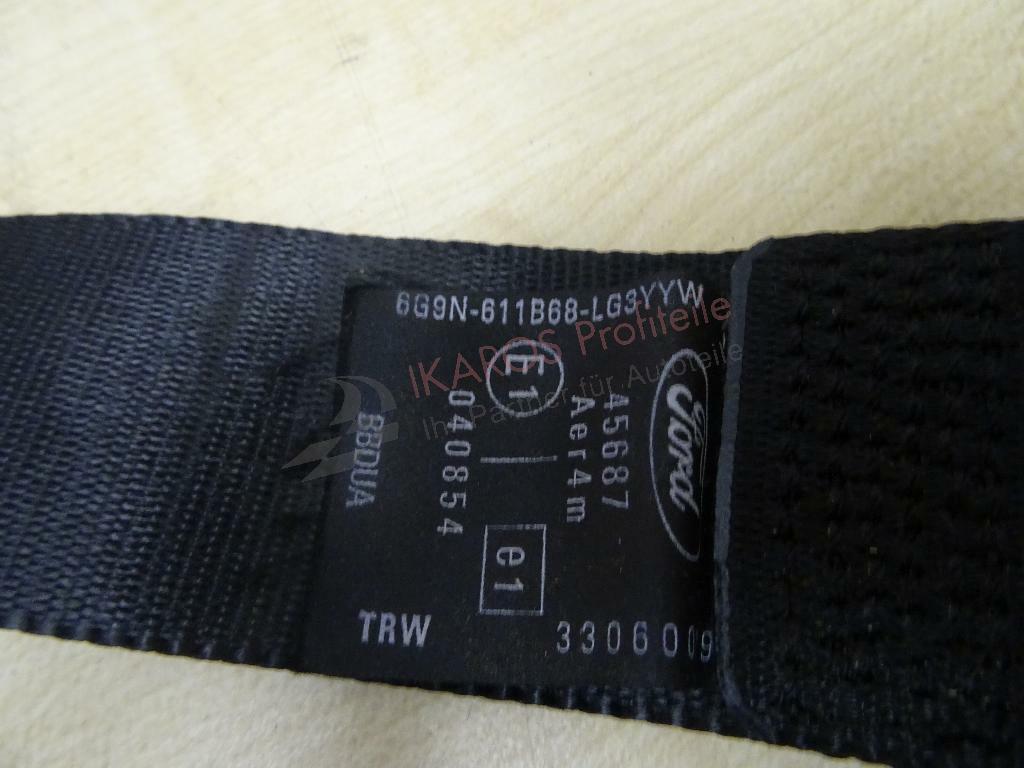 6G9N-611B68-LG3YYW
IKAROS Profiteile
Ihr Partner für Autoteile
Ford
45687
Aer4m
E1
040854
e1
BBDUA
TRW
3306009